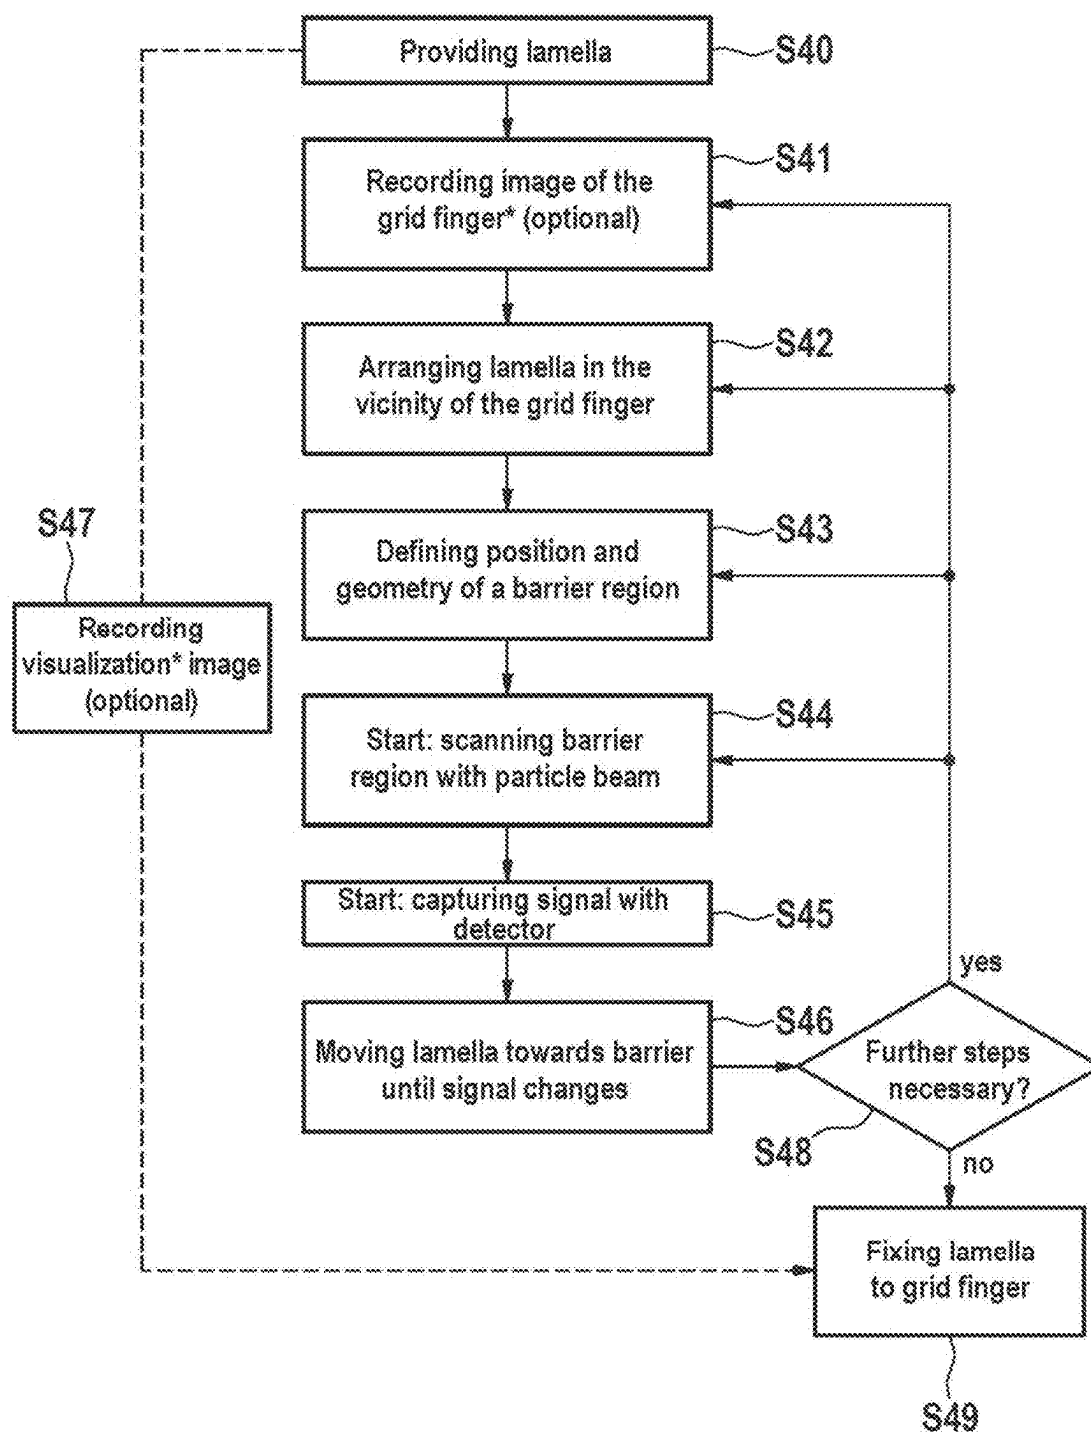 Providing lamella
S40
Recording image of the
grid finger* (optional)
S41
Arranging lamella in the
vicinity of the grid finger
S42
Defining position and
geometry of a barrier region
S43
S47
Recording
visualization* image
(optional)
Start: scanning barrier
region with particle beam
S44
Start: capturing signal with
detector
S45
Moving lamella towards barrier
until signal changes
S46
yes
Further steps
necessary?
S48
no
Fixing lamella
to grid finger
S49